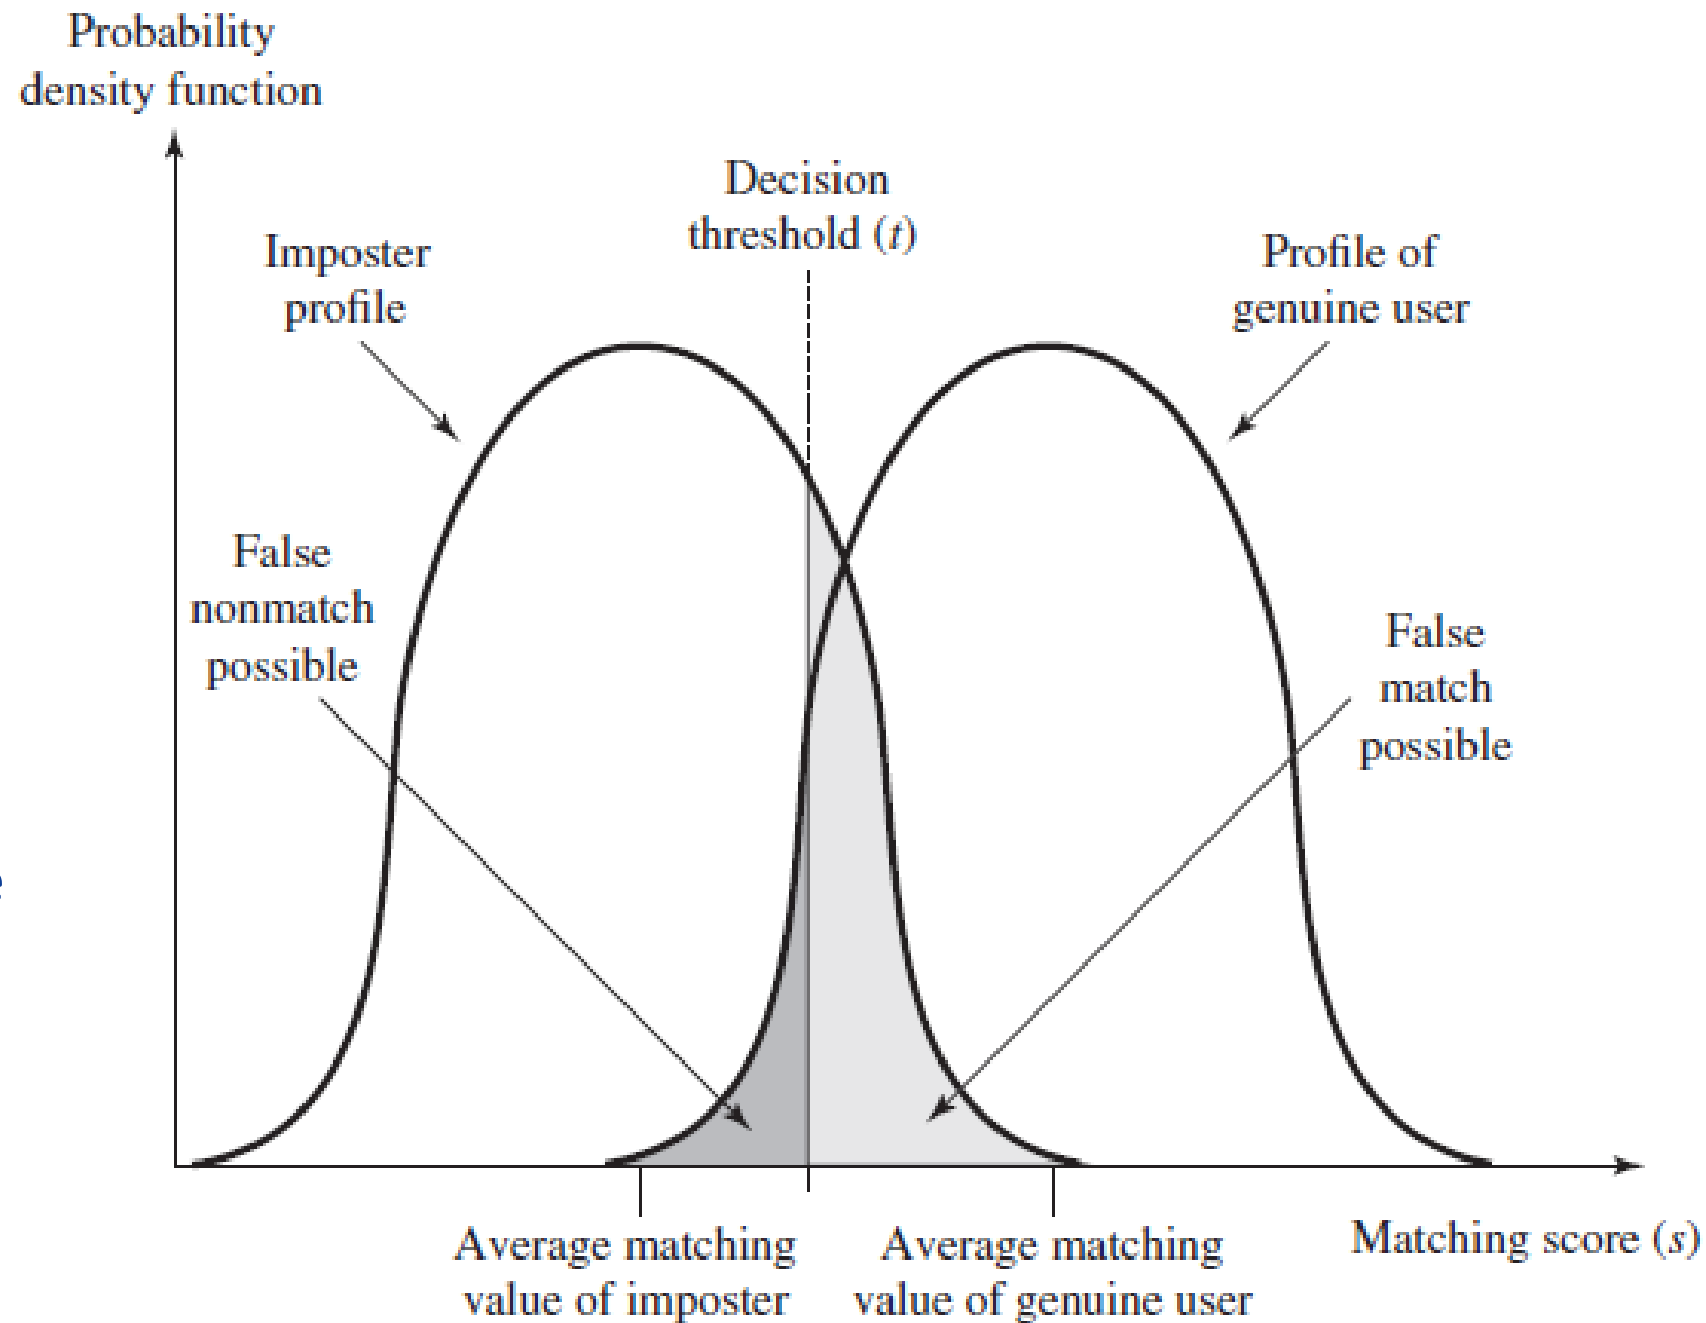 Probability
density function
Decision
threshold (t)
Imposter
profile
Profile of
genuine user
False
nonmatch
possible
False
match
possible
Average matching
value of imposter
Average matching
value of genuine user
Matching score (s)